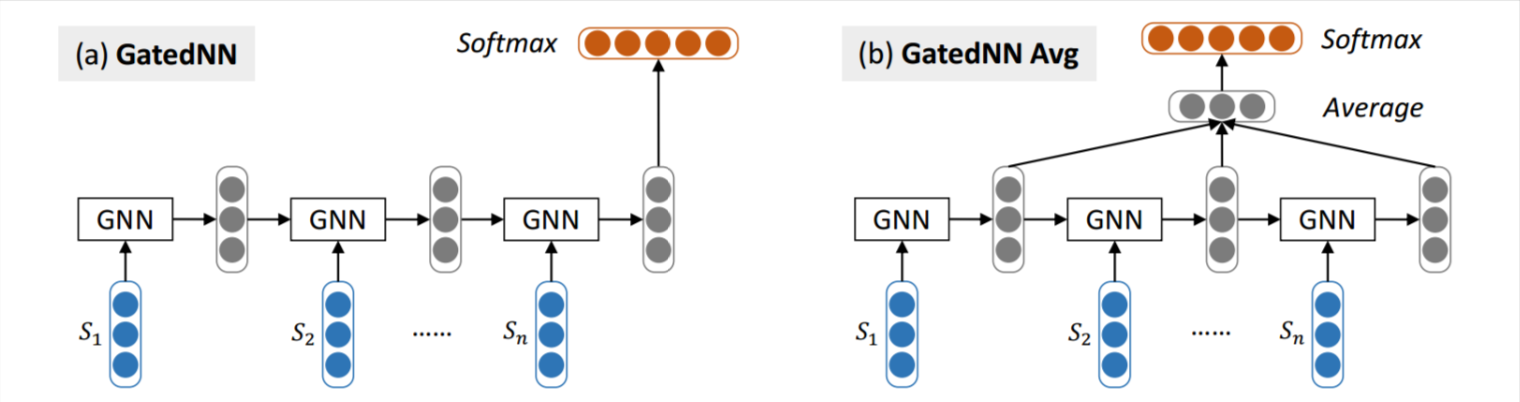 (a) GatedNN
Softmax
GNN
GNN
GNN
S₁
S₂
......
Sₙ
(b) GatedNN Avg
Softmax
Average
GNN
GNN
GNN
S₁
S₂
......
Sₙ